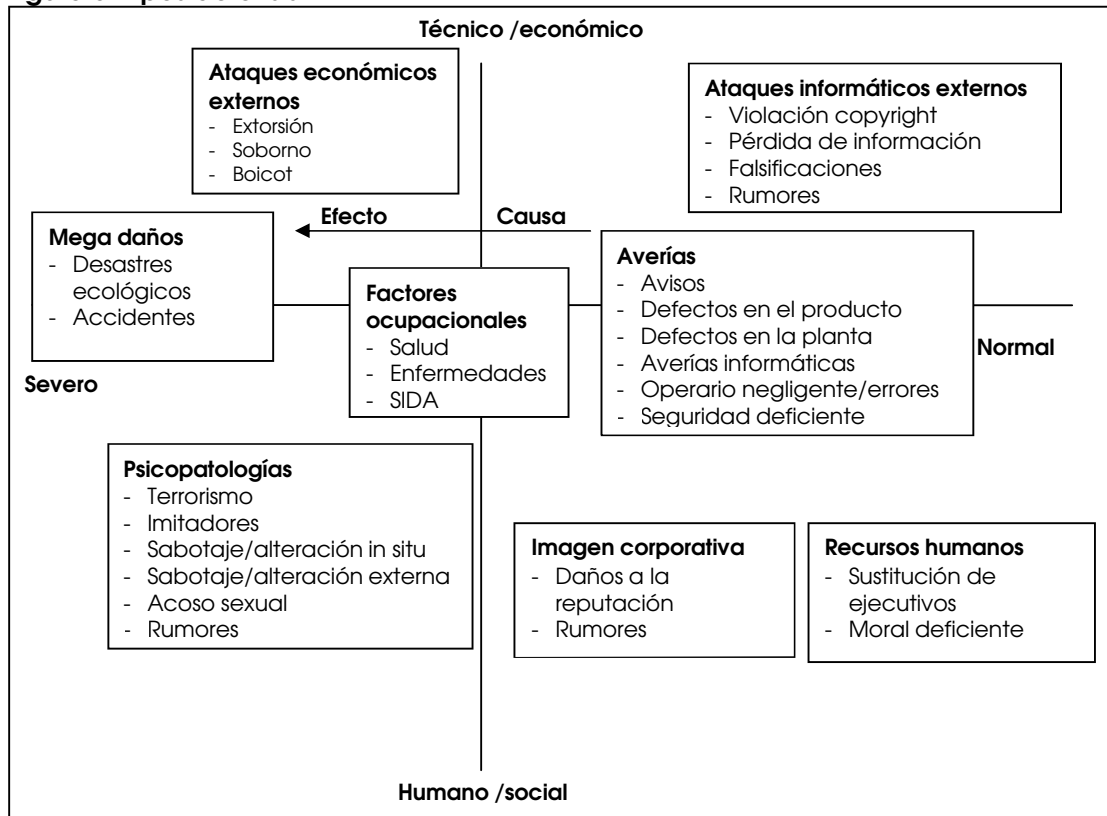 Técnico /económico
Ataques económicos
externos
- Extorsión
- Soborno
- Boicot
Ataques informáticos externos
- Violación copyright
- Pérdida de información
- Falsificaciones
- Rumores
Efecto
Causa
Mega daños
- Desastres
ecológicos
- Accidentes
Factores
ocupacionales
- Salud
- Enfermedades
- SIDA
Averías
- Avisos
- Defectos en el producto
- Defectos en la planta
- Averías informáticas
- Operario negligente/errores
- Seguridad deficiente
Normal
Severo
Psicopatologías
- Terrorismo
- Imitadores
- Sabotaje/alteración in situ
- Sabotaje/alteración externa
- Acoso sexual
- Rumores
Imagen corporativa
- Daños a la
reputación
- Rumores
Recursos humanos
- Sustitución de
ejecutivos
- Moral deficiente
Humano /social